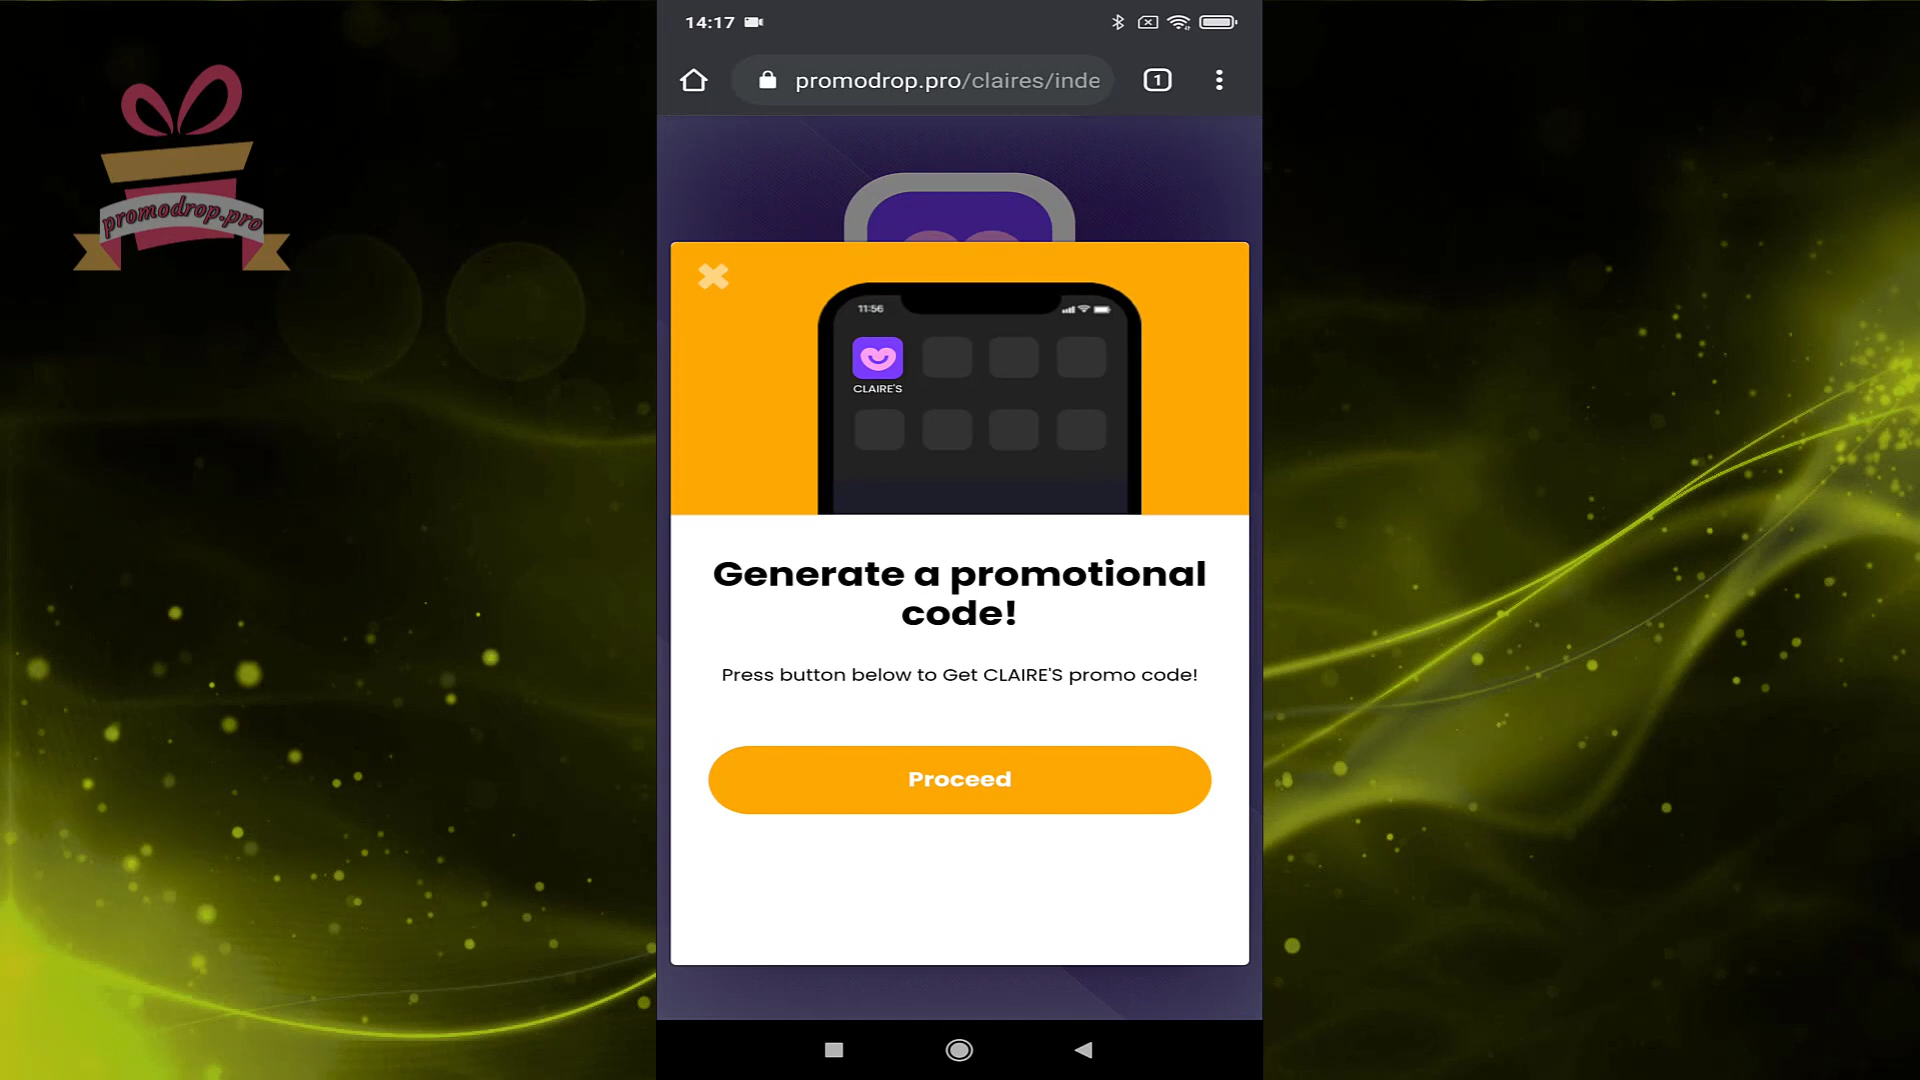 14:17
promodrop.pro/claires/inde
1
promodrop.pro
11:56
CLAIRE'S
Generate a promotional
code!
Press button below to Get CLAIRE'S promo code!
Proceed